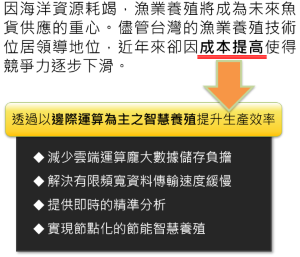 因海洋資源耗竭，漁業養殖將成為未來魚
貨供應的重心。儘管台灣的漁業養殖技術
位居領導地位，近年來卻因成本提高使得
競爭力逐步下滑。
透過以邊際運算為主之智慧養殖提升生產效率
◆ 減少雲端運算龐大數據儲存負擔
◆ 解決有限頻寬資料傳輸速度緩慢
◆ 提供即時的精準分析
◆ 實現節點化的節能智慧養殖